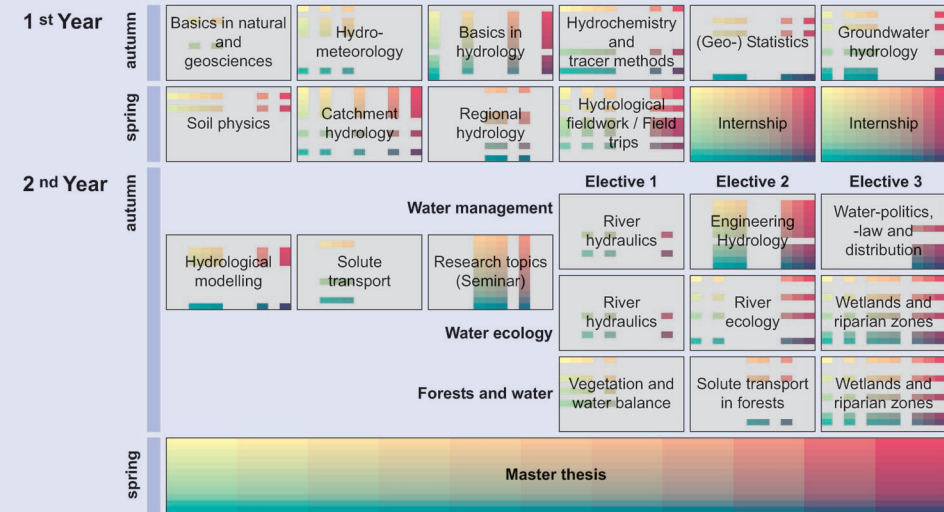 1 st Year
autumn
Basics in natural
and
geosciences
Hydro-
meteorology
Basics in
hydrology
Hydrochemistry
and
tracer methods
(Geo-) Statistics
Groundwater
hydrology
spring
Soil physics
Catchment
hydrology
Regional
hydrology
Hydrological
fieldwork / Field
trips
Internship
Internship
2 nd Year
autumn
Elective 1
Elective 2
Elective 3
Water management
River
hydraulics
Engineering
Hydrology
Water-politics,
-law and
distribution
Hydrological
modelling
Solute
transport
Research topics
(Seminar)
Water ecology
River
hydraulics
River
ecology
Wetlands and
riparian zones
Forests and water
Vegetation and
water balance
Solute transport
in forests
Wetlands and
riparian zones
spring
Master thesis